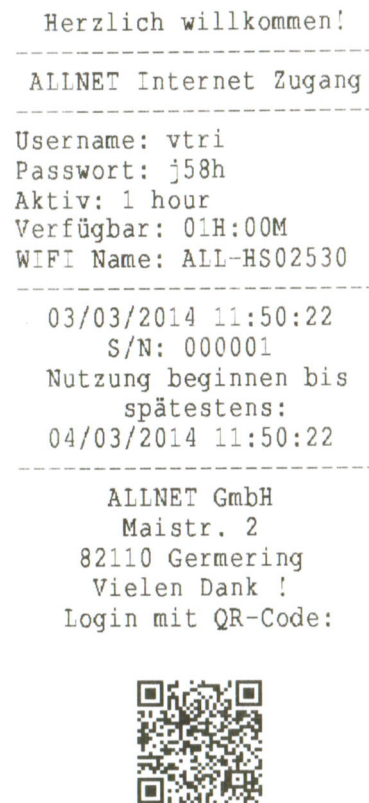 Herzlich willkommen!
ALLNET Internet Zugang
Username: vtri
Passwort: j58h
Aktiv: 1 hour
Verfügbar: 01H:00M
WIFI Name: ALL-HS02530
03/03/2014 11:50:22
S/N: 000001
Nutzung beginnen bis
spätestens:
04/03/2014 11:50:22
ALLNET GmbH
Maistr. 2
82110 Germering
Vielen Dank !
Login mit QR-Code: